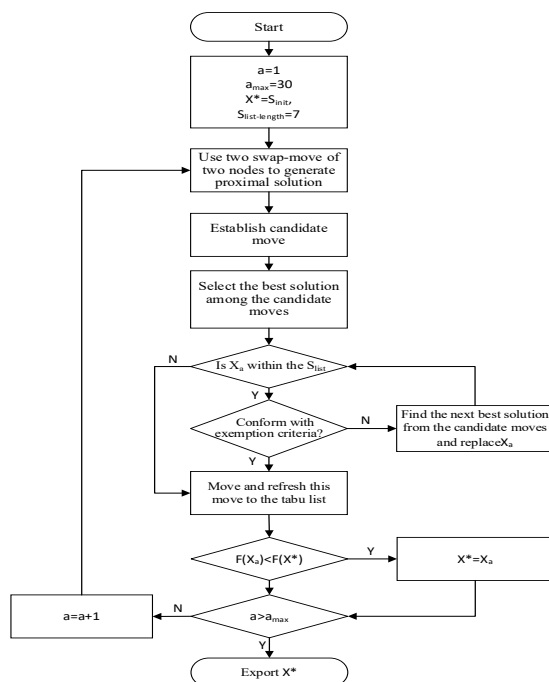 Start
a=1
amax=30
X*=Sinit,
Slist-length=7
Use two swap-move of
two nodes to generate
proximal solution
Establish candidate
move
Select the best solution
among the candidate
moves
N
Is Xa within the Slist
Y
Conform with
exemption criteria?
N
Find the next best solution
from the candidate moves
and replaceXa
Y
Move and refresh this
move to the tabu list
F(Xa)<F(X*)
Y
X*=Xa
a=a+1
N
a>amax
Y
Export X*